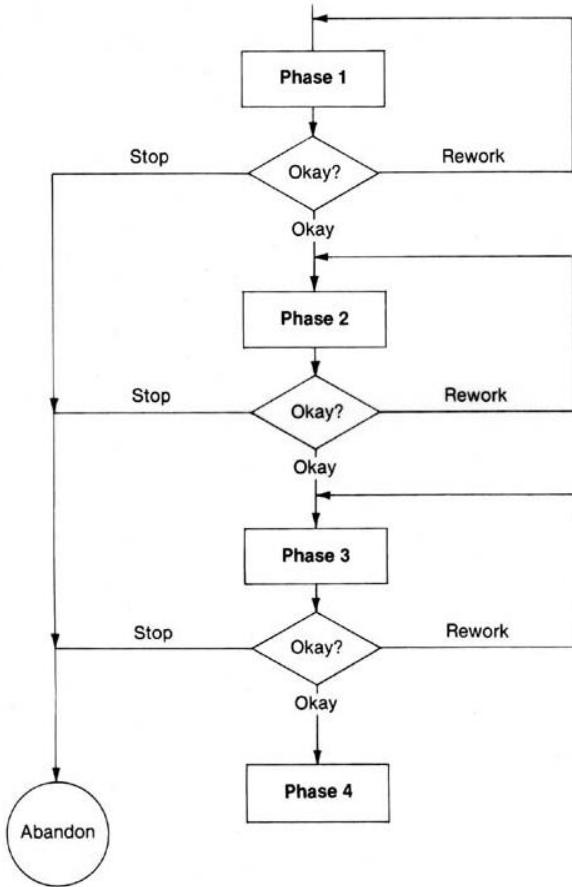 Phase 1
Stop
Okay?
Rework
Okay
Phase 2
Stop
Okay?
Rework
Okay
Phase 3
Stop
Okay?
Rework
Okay
Phase 4
Abandon